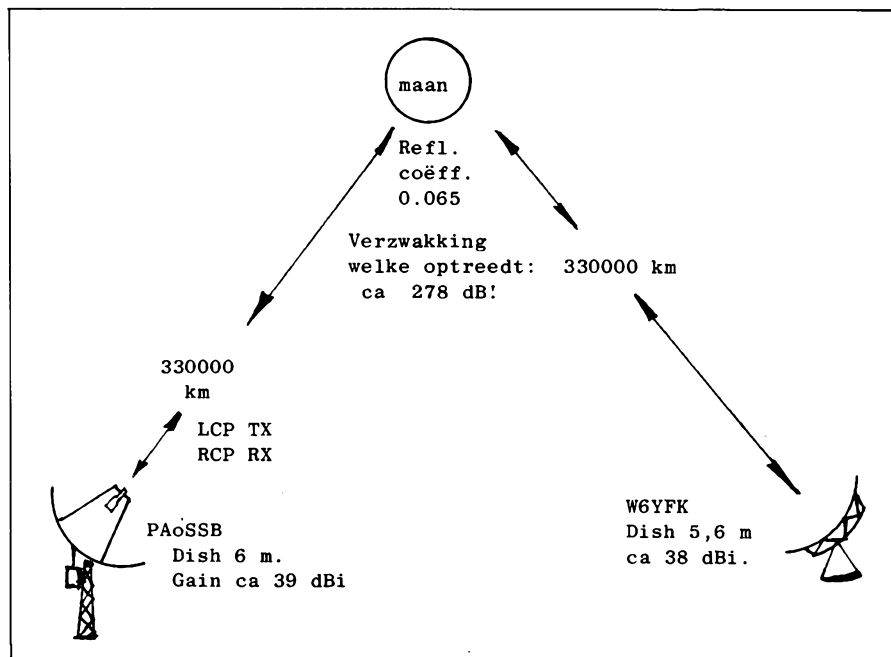 maan
Refl.
coëff.
0.065
Verzwakking
welke optreedt:
ca 278 dB!
330000 km
330000
km
LCP TX
RCP RX
PAoSSB
Dish 6 m.
Gain ca 39 dBi
W6YFK
Dish 5,6 m
ca 38 dBi.